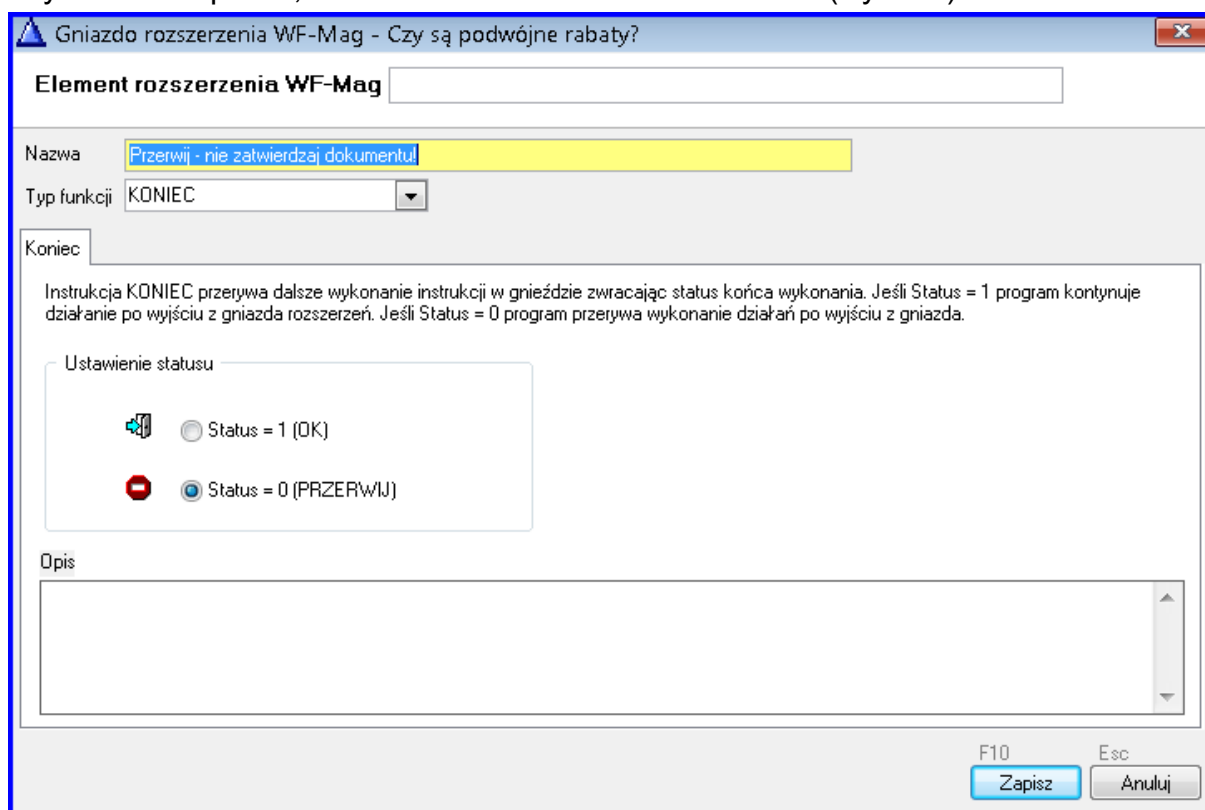 Gniazdo rozszerzenia WF-Mag - Czy są podwójne rabaty?
Element rozszerzenia WF-Mag
Nazwa Przerwij - nie zatwierdzaj dokumentu!
Typ funkcji KONIEC
Koniec
Instrukcja KONIEC przerywa dalsze wykonanie instrukcji w gnieździe zwracając status końca wykonania. Jeśli Status = 1 program kontynuje
działanie po wyjściu z gniazda rozszerzeń. Jeśli Status = 0 program przerywa wykonanie działań po wyjściu z gniazda.
Ustawienie statusu
Status = 1 (OK)
Status = 0 (PRZERWIJ)
Opis
F10 Esc
Zapisz Anuluj